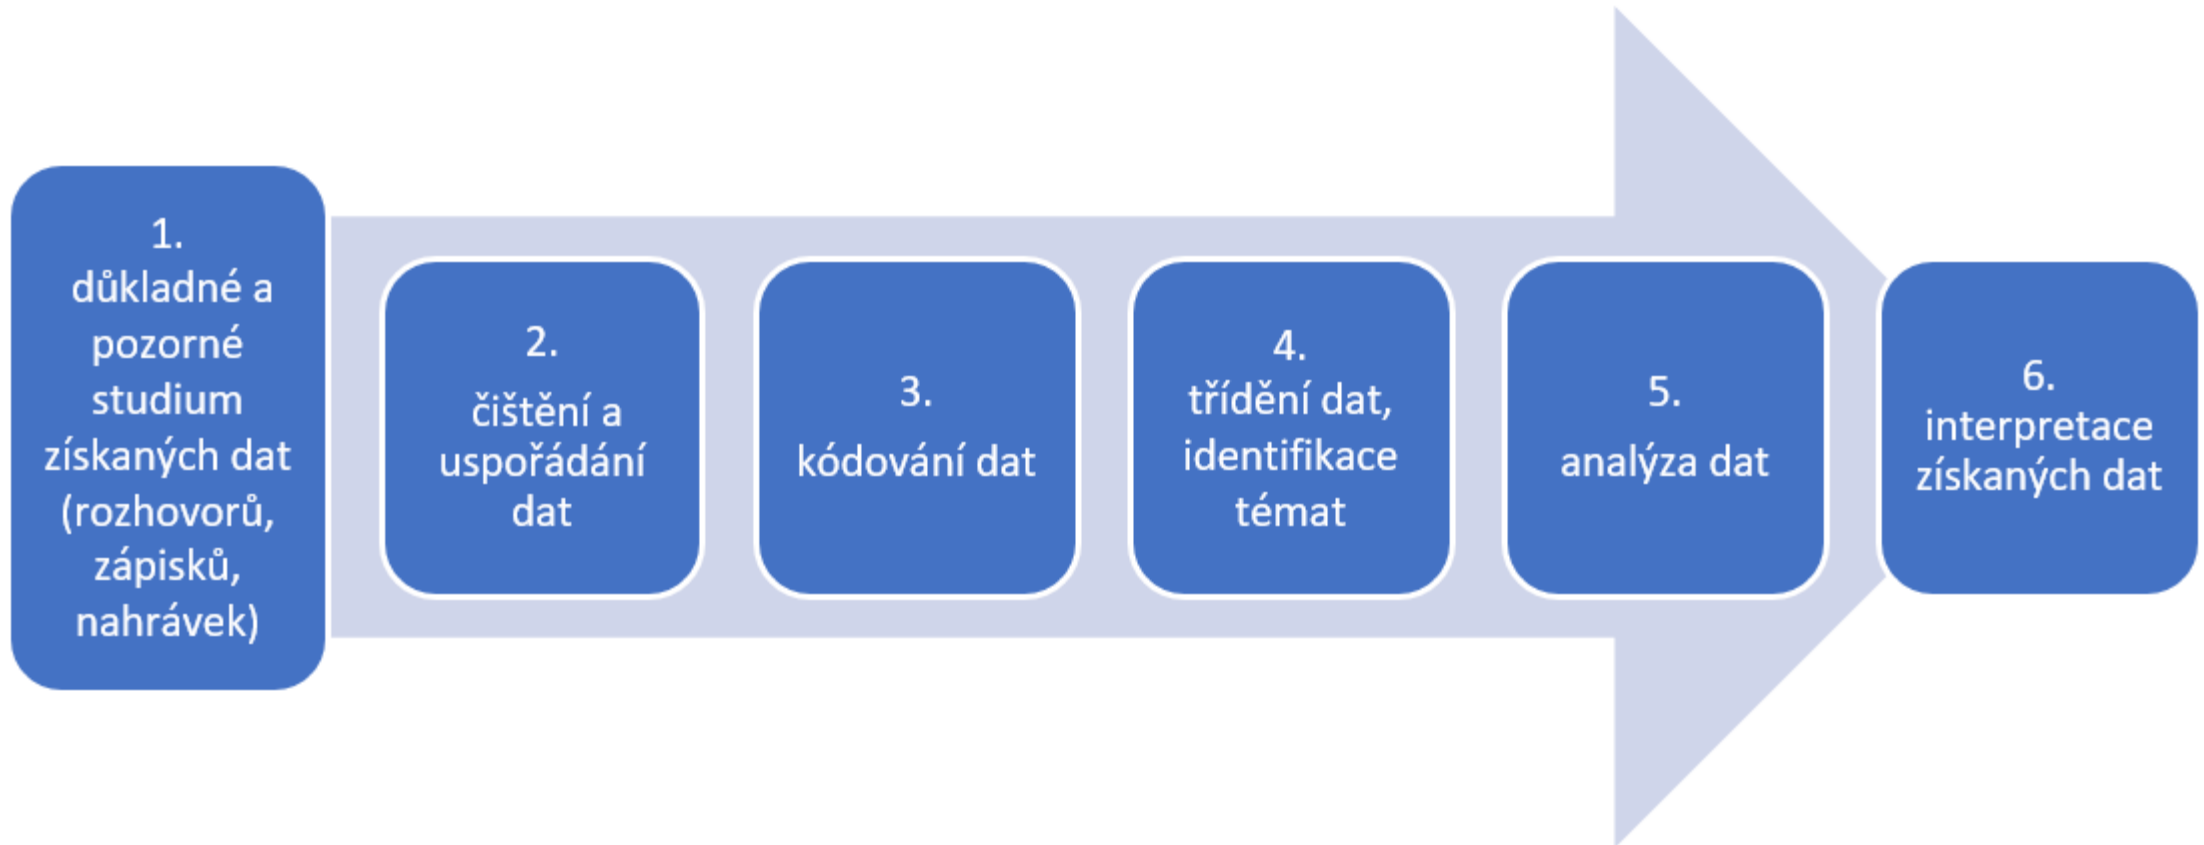 1.
důkladné a
pozorné
studium
získaných dat
(rozhovorů,
zápisků,
nahrávek)
2.
čištění a
uspořádání
dat
3.
kódování dat
4.
třídění dat,
identifikace
témat
5.
analýza dat
6.
interpretace
získaných dat